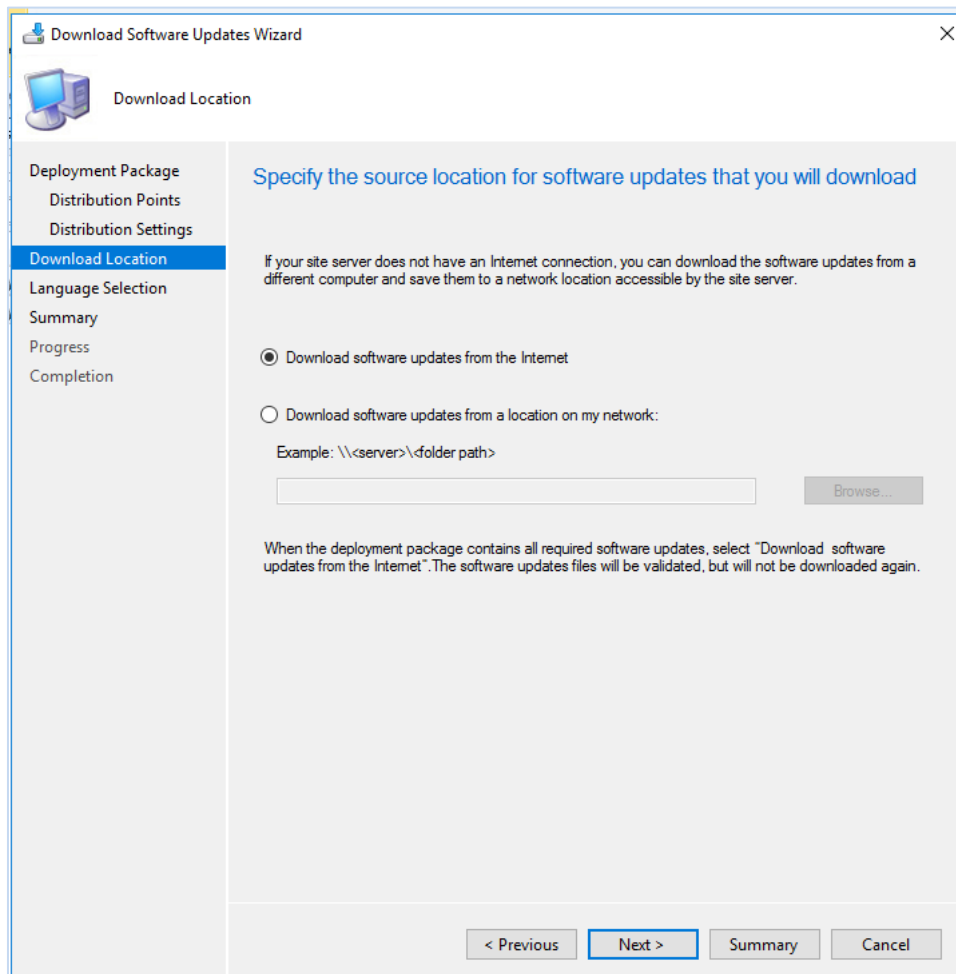 Download Software Updates Wizard
Download Location
Deployment Package
Distribution Points
Distribution Settings
Download Location
Language Selection
Summary
Progress
Completion
Specify the source location for software updates that you will download
If your site server does not have an Internet connection, you can download the software updates from a
different computer and save them to a network location accessible by the site server.
Download software updates from the Internet
Download software updates from a location on my network:
Example: \\<server>\<folder path>
Browse...
When the deployment package contains all required software updates, select "Download  software
updates from the Internet".The software updates files will be validated, but will not be downloaded again.
< Previous
Next >
Summary
Cancel